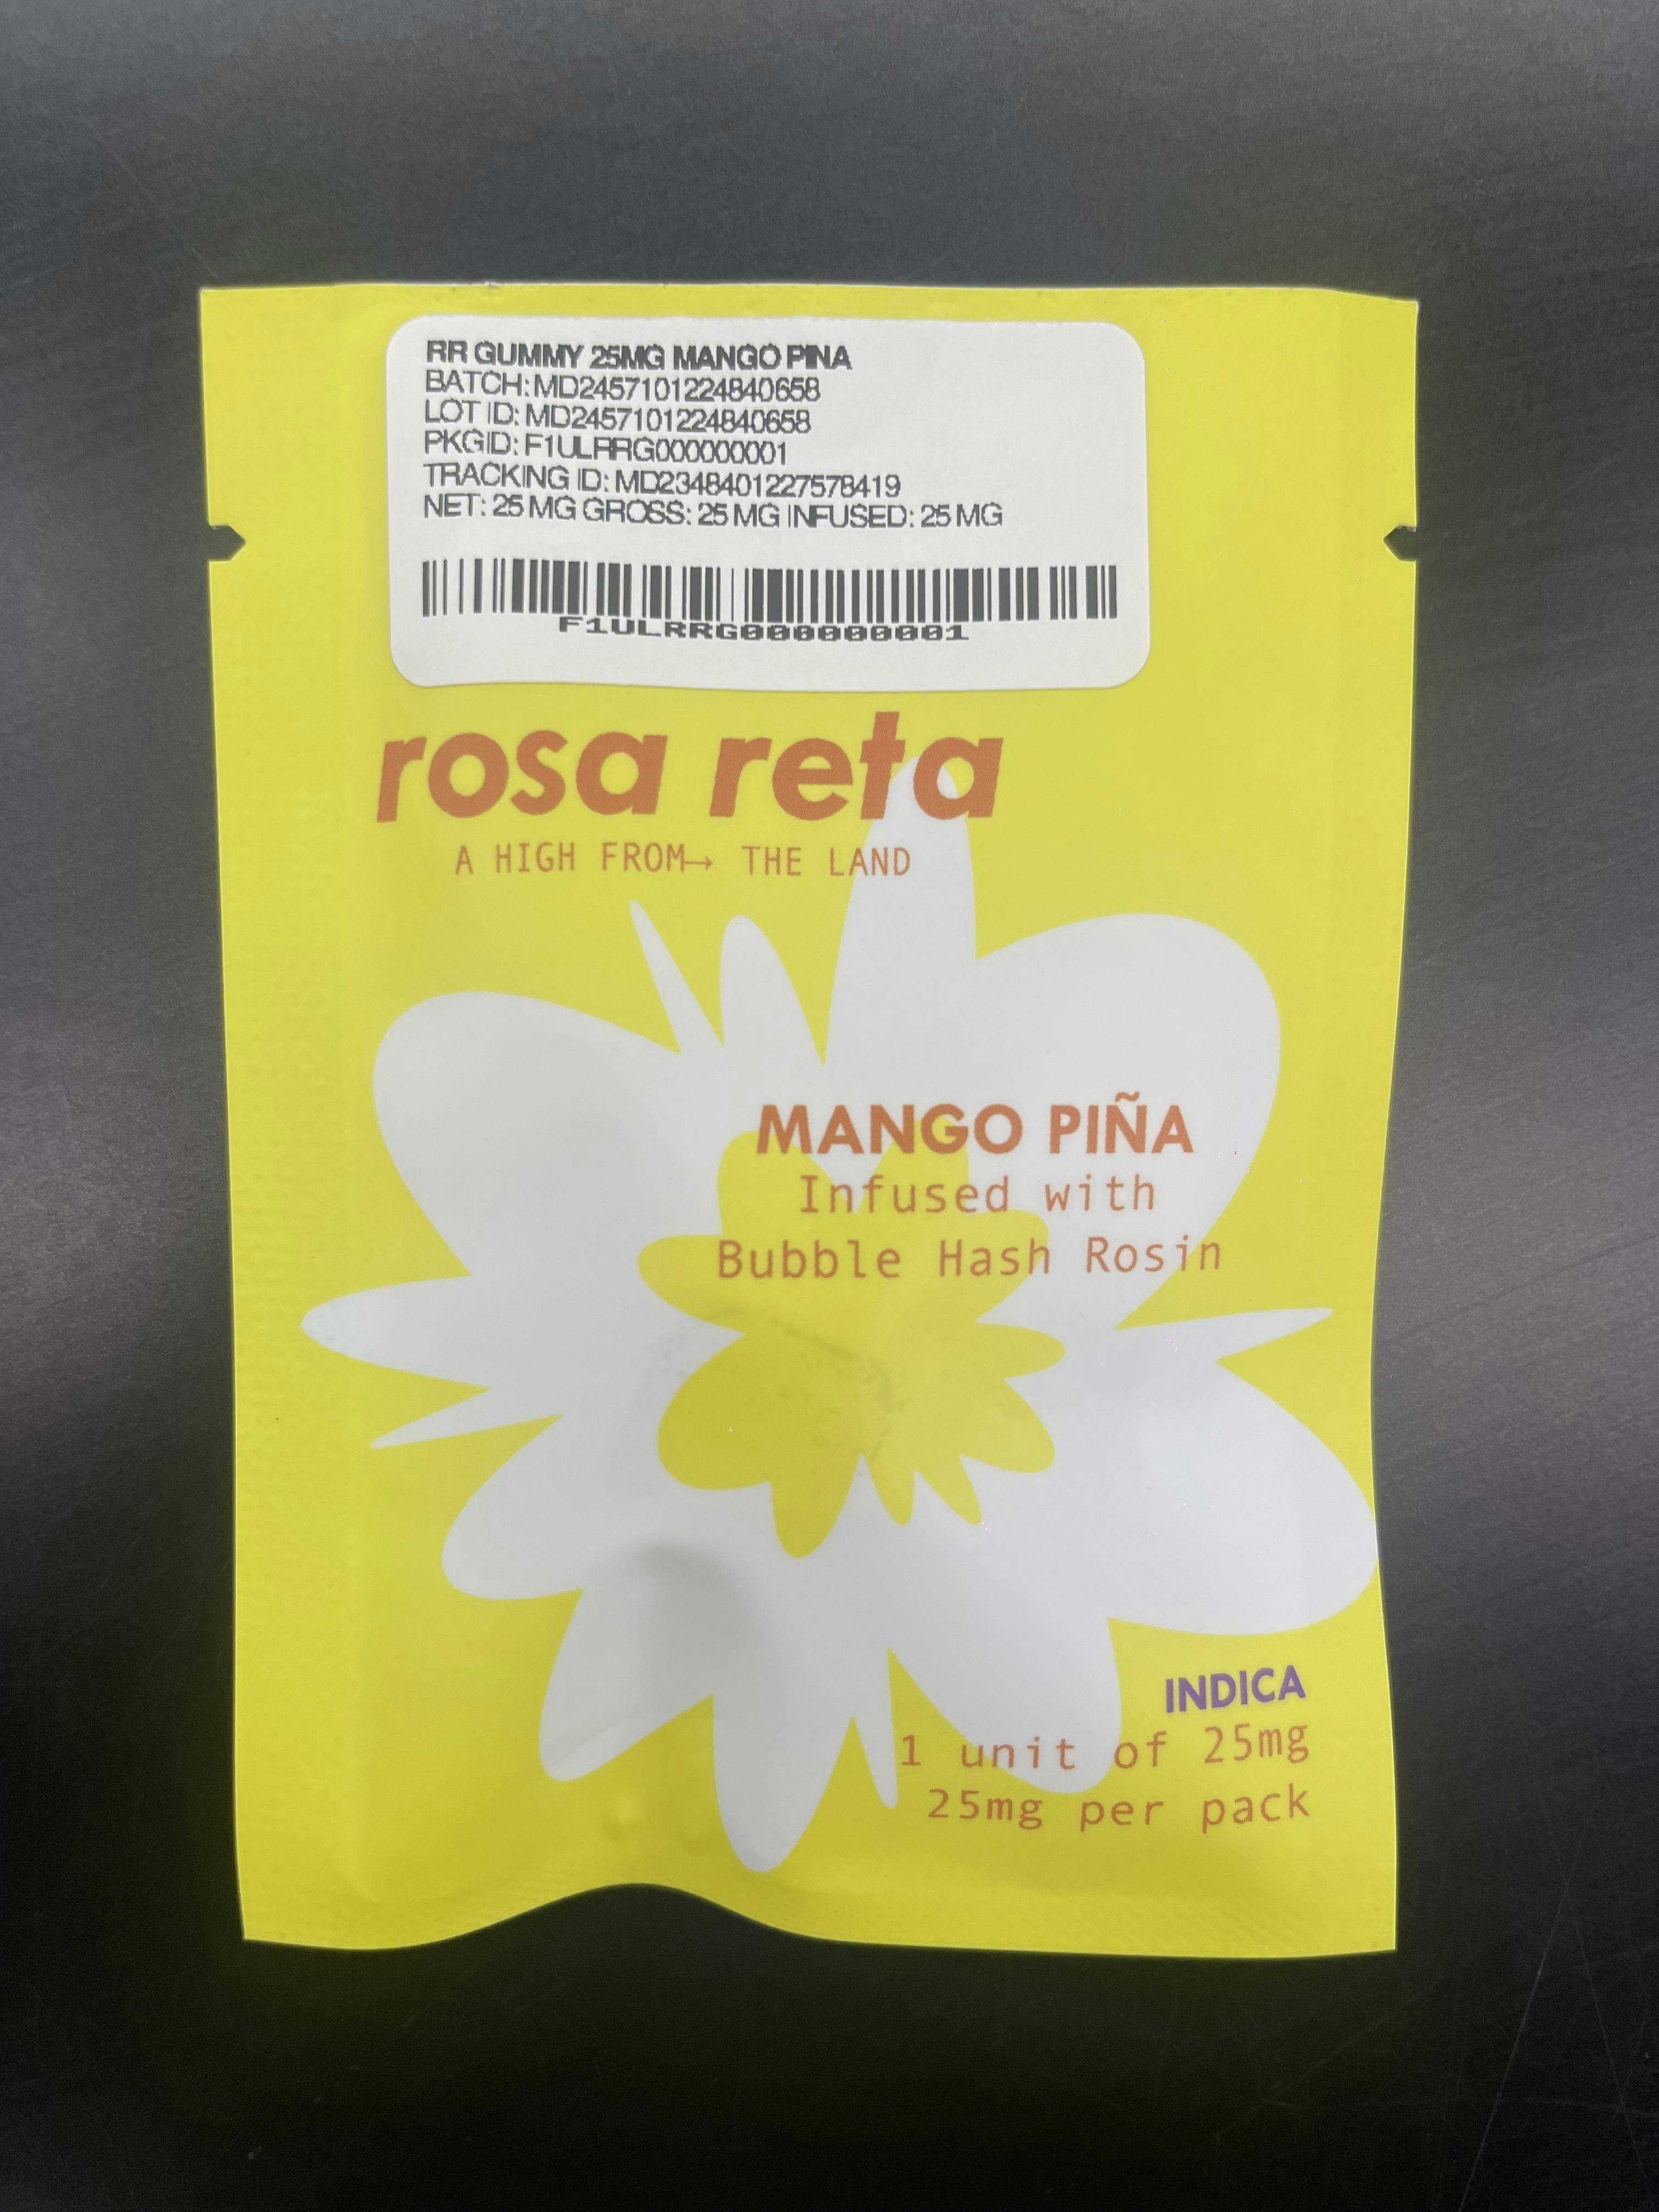 RR GUMMY 25MG MANGO PINA
BATCH: MD2457101224840658
LOT ID: MD2457101224840658
PKGID: F1ULRRG000000001
TRACKING ID: MD2348401227578419
NET: 25 MG GROSS: 25 MG INFUSED: 25 MG
F1ULRRG000000001
rosa reta
A HIGH FROM→ THE LAND
MANGO PIÑA
Infused with
Bubble Hash Rosin
INDICA
1 unit of 25mg
25mg per pack